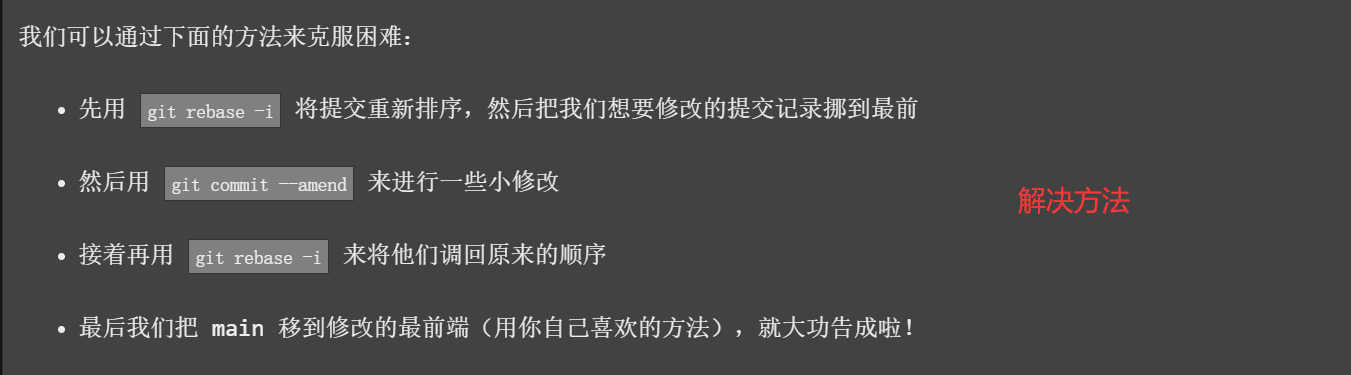 我们可以通过下面的方法来克服困难：
• 先用 git rebase -i 将提交重新排序，然后把我们想要修改的提交记录挪到最前
• 然后用 git commit --amend 来进行一些小修改
解决方法
• 接着再用 git rebase -i 来将他们调回原来的顺序
• 最后我们把 main 移到修改的最前端（用你自己喜欢的方法），就大功告成啦！